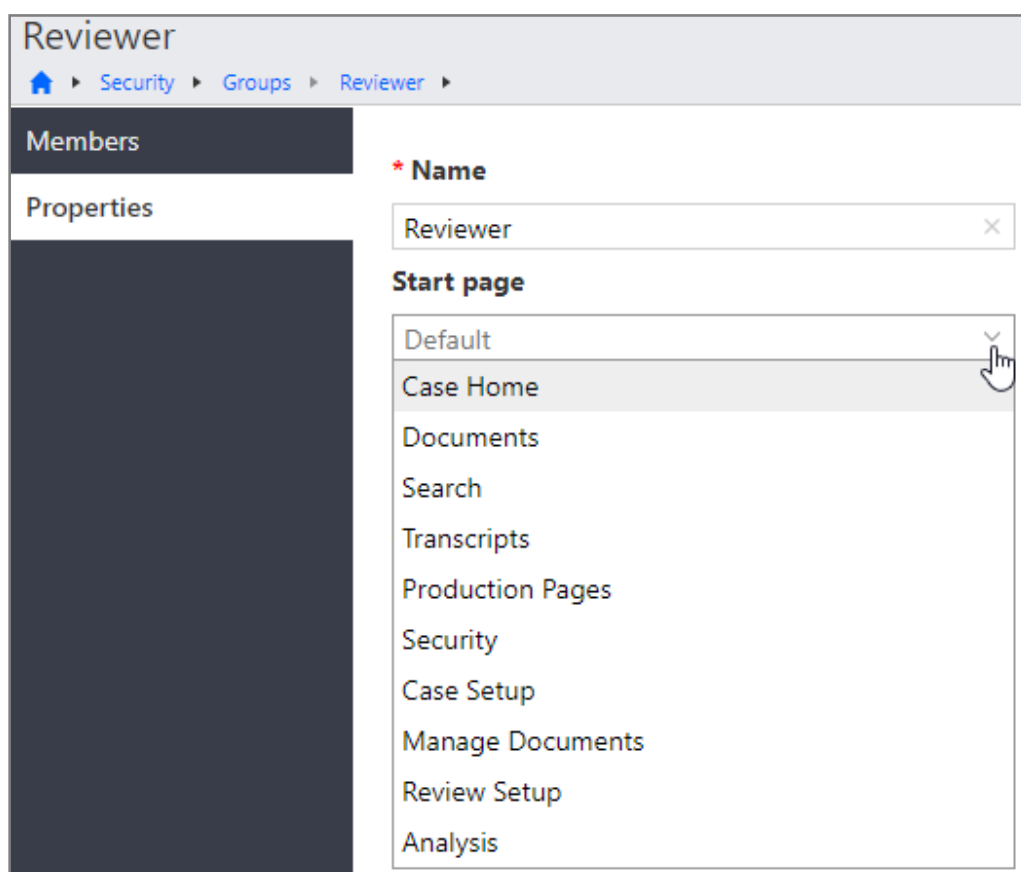 Reviewer
Security Groups Reviewer
Members
Properties
* Name
Reviewer
Start page
Default
Case Home
Documents
Search
Transcripts
Production Pages
Security
Case Setup
Manage Documents
Review Setup
Analysis